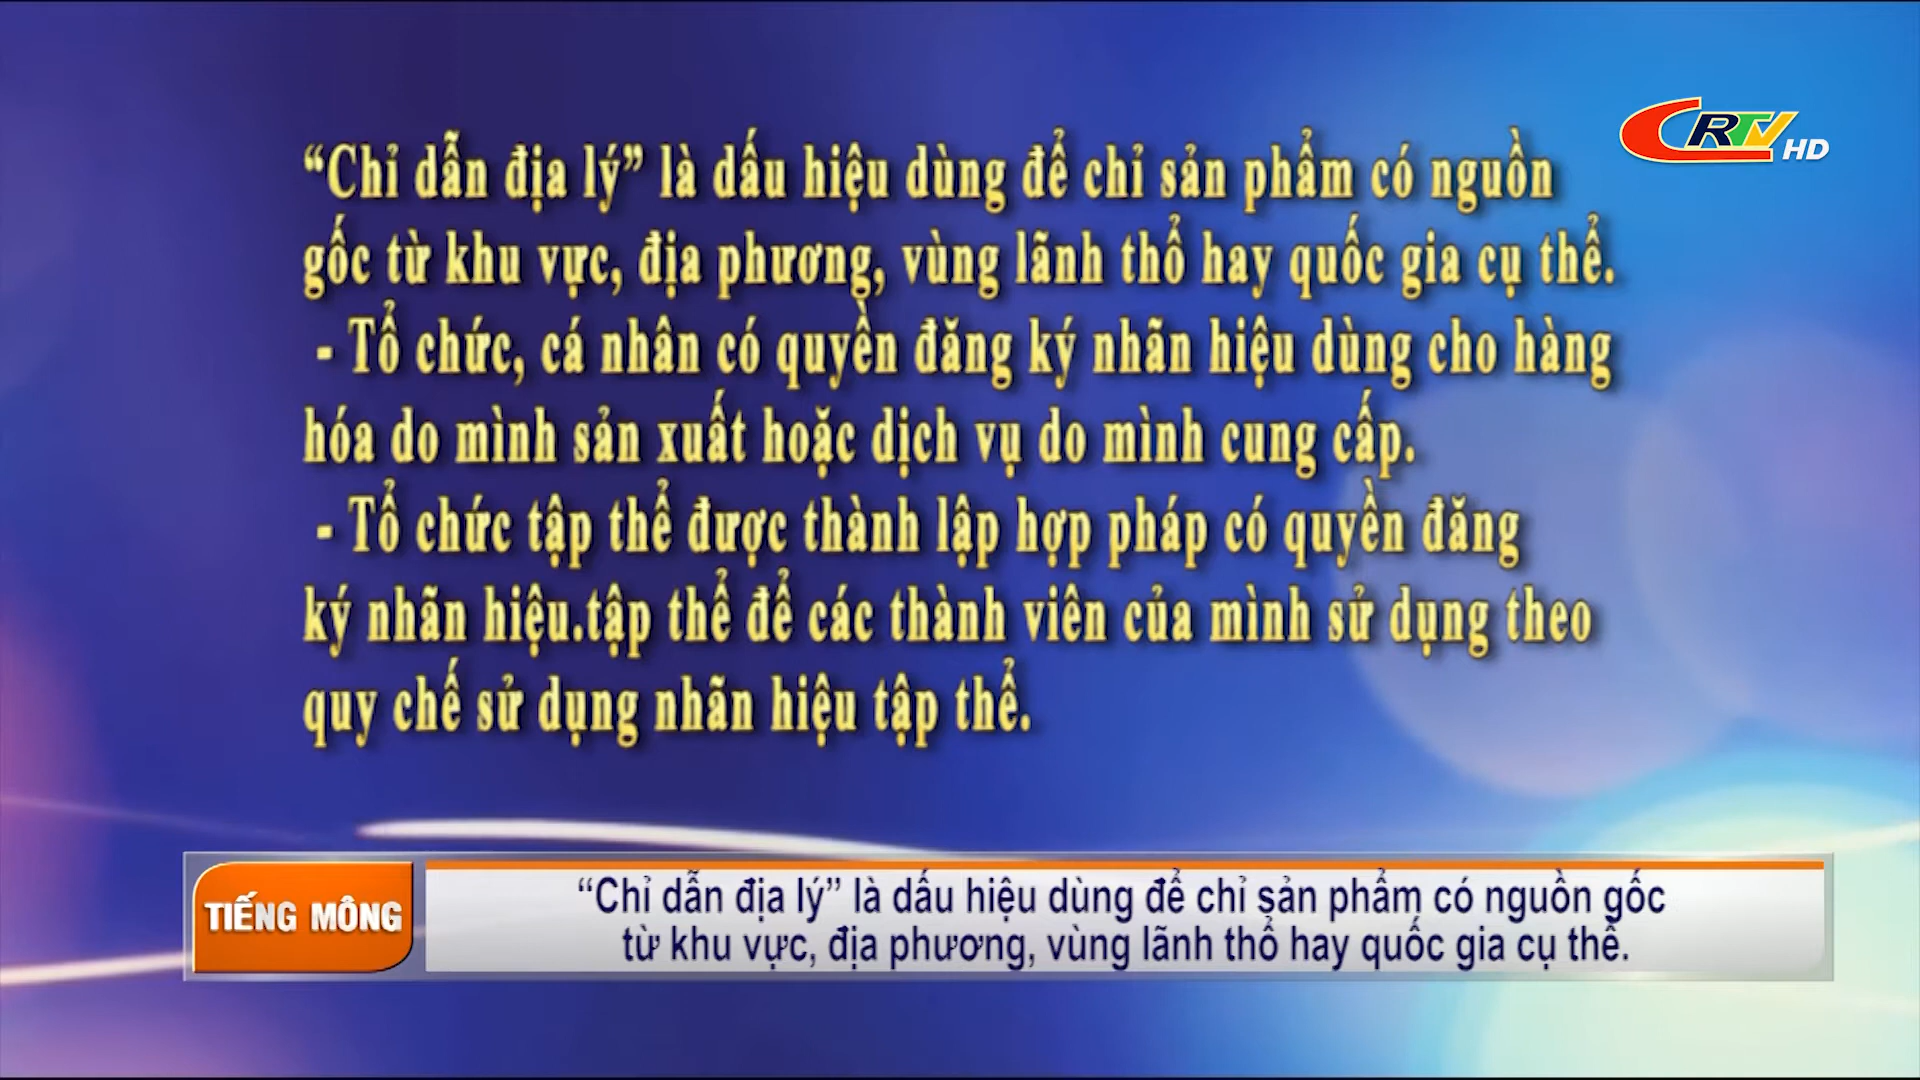 CRTV HD
“Chỉ dẫn địa lý” là dấu hiệu dùng để chỉ sản phẩm có nguồn
gốc từ khu vực, địa phương, vùng lãnh thổ hay quốc gia cụ thể.
- Tổ chức, cá nhân có quyền đăng ký nhãn hiệu dùng cho hàng
hóa do mình sản xuất hoặc dịch vụ do mình cung cấp.
- Tổ chức tập thể được thành lập hợp pháp có quyền đăng
ký nhãn hiệu.tập thể để các thành viên của mình sử dụng theo
quy chế sử dụng nhãn hiệu tập thể.
TIẾNG MÔNG
“Chỉ dẫn địa lý” là dấu hiệu dùng để chỉ sản phẩm có nguồn gốc
từ khu vực, địa phương, vùng lãnh thổ hay quốc gia cụ thể.